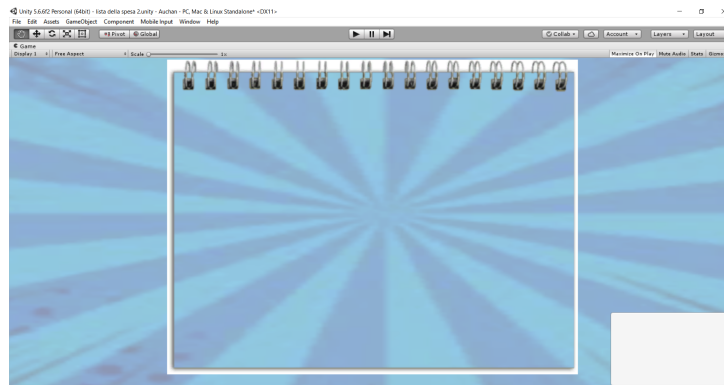 Unity 5.6.6f2 Personal (64bit) - lista della spesa 2.unity - Auchan - PC, Mac & Linux Standalone* <DX11>
File Edit Assets GameObject Component Mobile Input Window Help
Pivot Global Collab Account Layers Layout
Game
Display 1 Free Aspect Scale 1x Maximize On Play Mute Audio Stats Gizmo